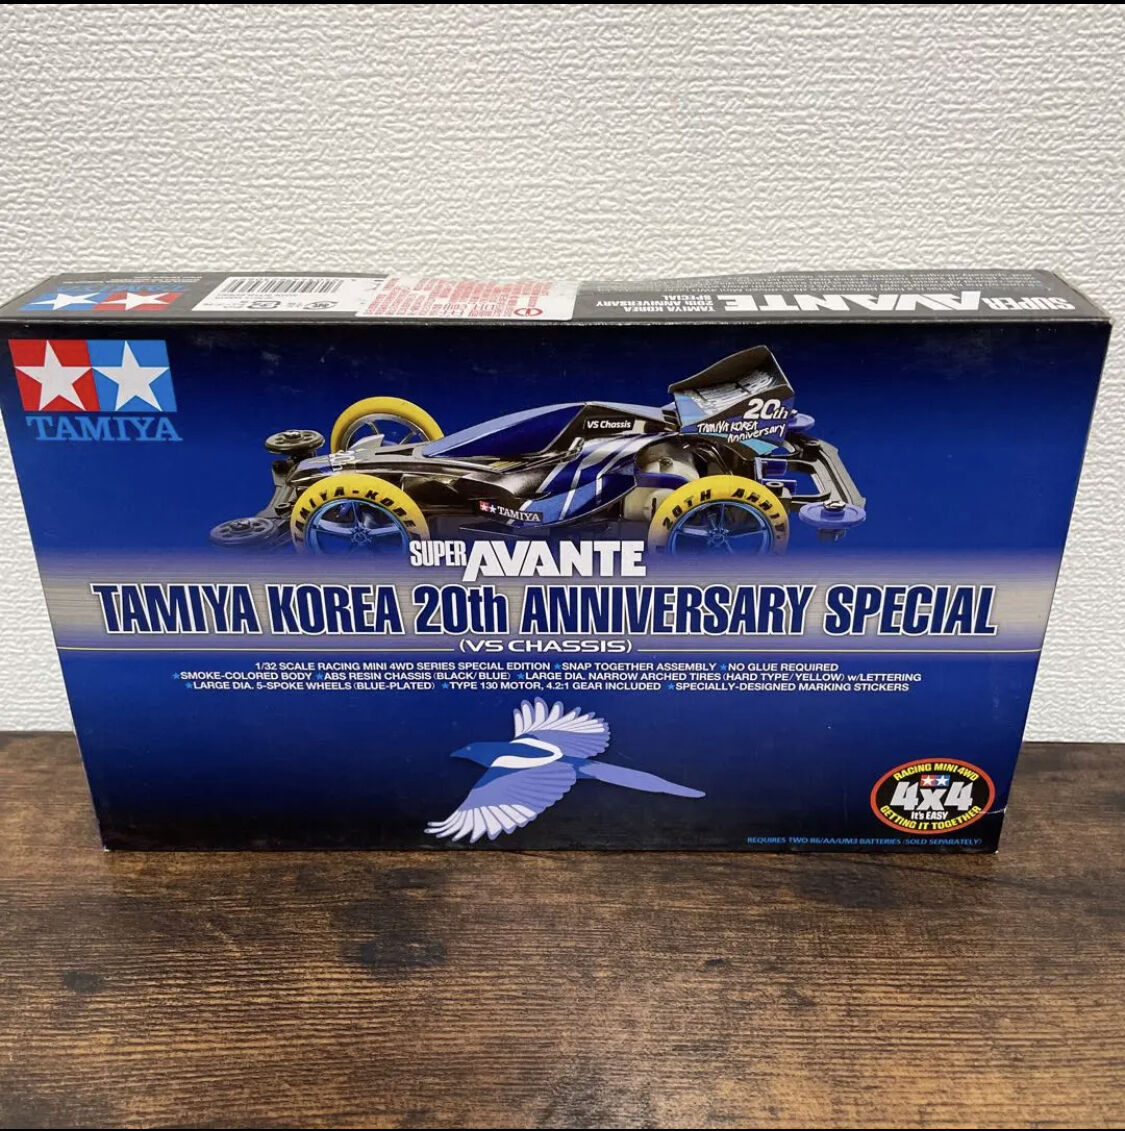 SUPER AVANTE
TAMIYA KOREA
20th ANNIVERSARY
SPECIAL
TAMIYA
VS Chassis
20th
TAMIYA KOREA
Anniversary
TAMIYA
20TH ANNIV
SUPER AVANTE
TAMIYA KOREA 20th ANNIVERSARY SPECIAL
(VS CHASSIS)
1/32 SCALE RACING MINI 4WD SERIES SPECIAL EDITION ★SNAP TOGETHER ASSEMBLY ★NO GLUE REQUIRED
★SMOKE-COLORED BODY ★ABS RESIN CHASSIS (BLACK/BLUE) ★LARGE DIA. NARROW ARCHED TIRES (HARD TYPE/YELLOW) w/LETTERING
★LARGE DIA. 5-SPOKE WHEELS (BLUE-PLATED) ★TYPE 130 MOTOR, 4.2:1 GEAR INCLUDED ★SPECIALLY-DESIGNED MARKING STICKERS
RACING MINI 4WD
4x4
It's EASY
GETTING IT TOGETHER
REQUIRES TWO R6/AA/UM3 BATTERIES (SOLD SEPARATELY)